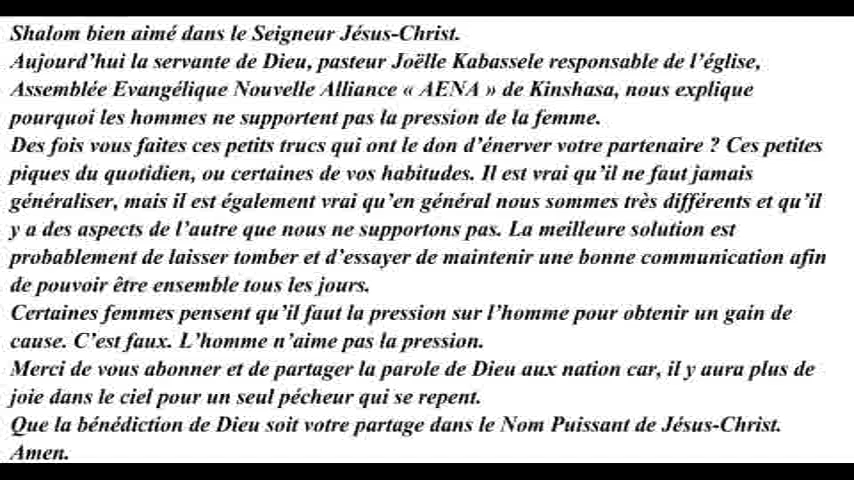 Shalom bien aimé dans le Seigneur Jésus-Christ.
Aujourd’hui la servante de Dieu, pasteur Joëlle Kabassele responsable de l’église,
Assemblée Evangélique Nouvelle Alliance « AENA » de Kinshasa, nous explique
pourquoi les hommes ne supportent pas la pression de la femme.
Des fois vous faites ces petits trucs qui ont le don d’énerver votre partenaire ? Ces petites
piques du quotidien, ou certaines de vos habitudes. Il est vrai qu’il ne faut jamais
généraliser, mais il est également vrai qu’en général nous sommes très différents et qu’il
y a des aspects de l’autre que nous ne supportons pas. La meilleure solution est
probablement de laisser tomber et d’essayer de maintenir une bonne communication afin
de pouvoir être ensemble tous les jours.
Certaines femmes pensent qu’il faut la pression sur l’homme pour obtenir un gain de
cause. C’est faux. L’homme n’aime pas la pression.
Merci de vous abonner et de partager la parole de Dieu aux nation car, il y aura plus de
joie dans le ciel pour un seul pécheur qui se repent.
Que la bénédiction de Dieu soit votre partage dans le Nom Puissant de Jésus-Christ.
Amen.